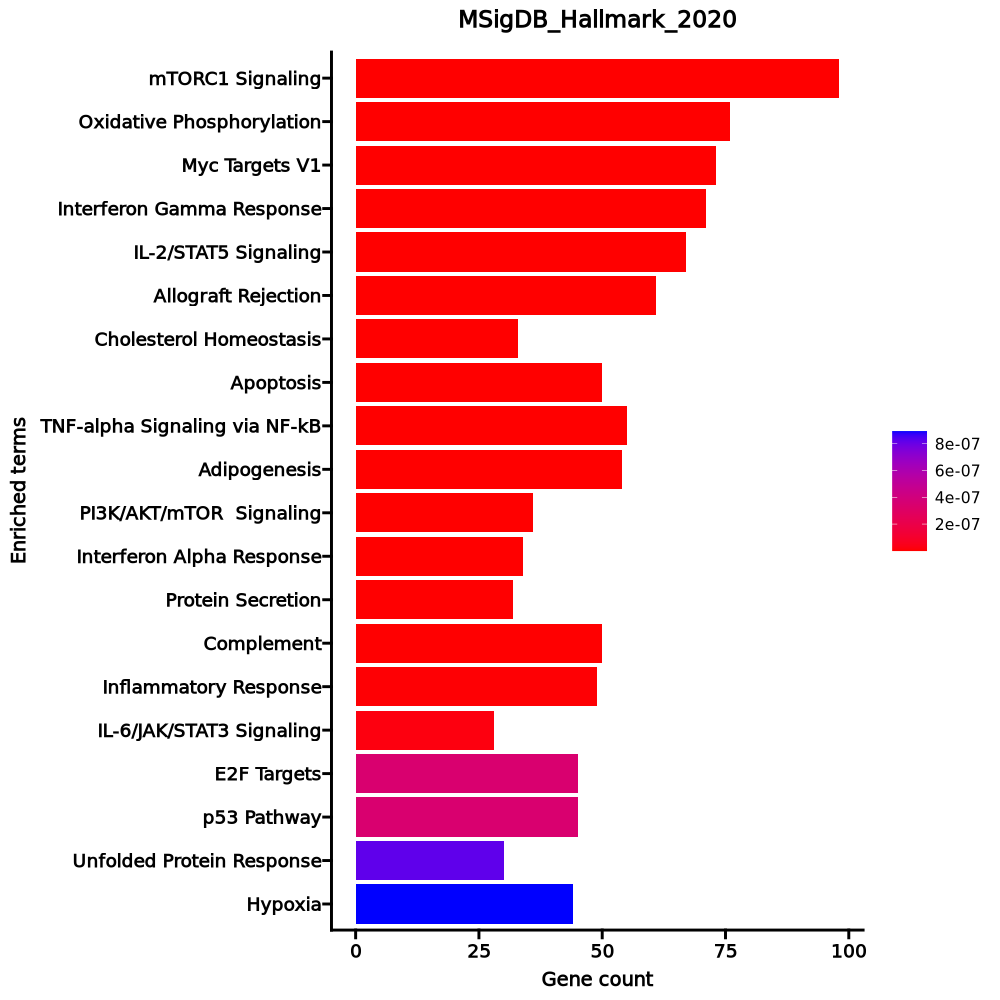 MSigDB_Hallmark_2020
mTORC1 Signaling
Oxidative Phosphorylation
Myc Targets V1
Interferon Gamma Response
IL-2/STAT5 Signaling
Allograft Rejection
Cholesterol Homeostasis
Apoptosis
TNF-alpha Signaling via NF-kB
Adipogenesis
PI3K/AKT/mTOR  Signaling
Interferon Alpha Response
Protein Secretion
Complement
Inflammatory Response
IL-6/JAK/STAT3 Signaling
E2F Targets
p53 Pathway
Unfolded Protein Response
Hypoxia
Enriched terms
0 25 50 75 100
Gene count
8e-07
6e-07
4e-07
2e-07